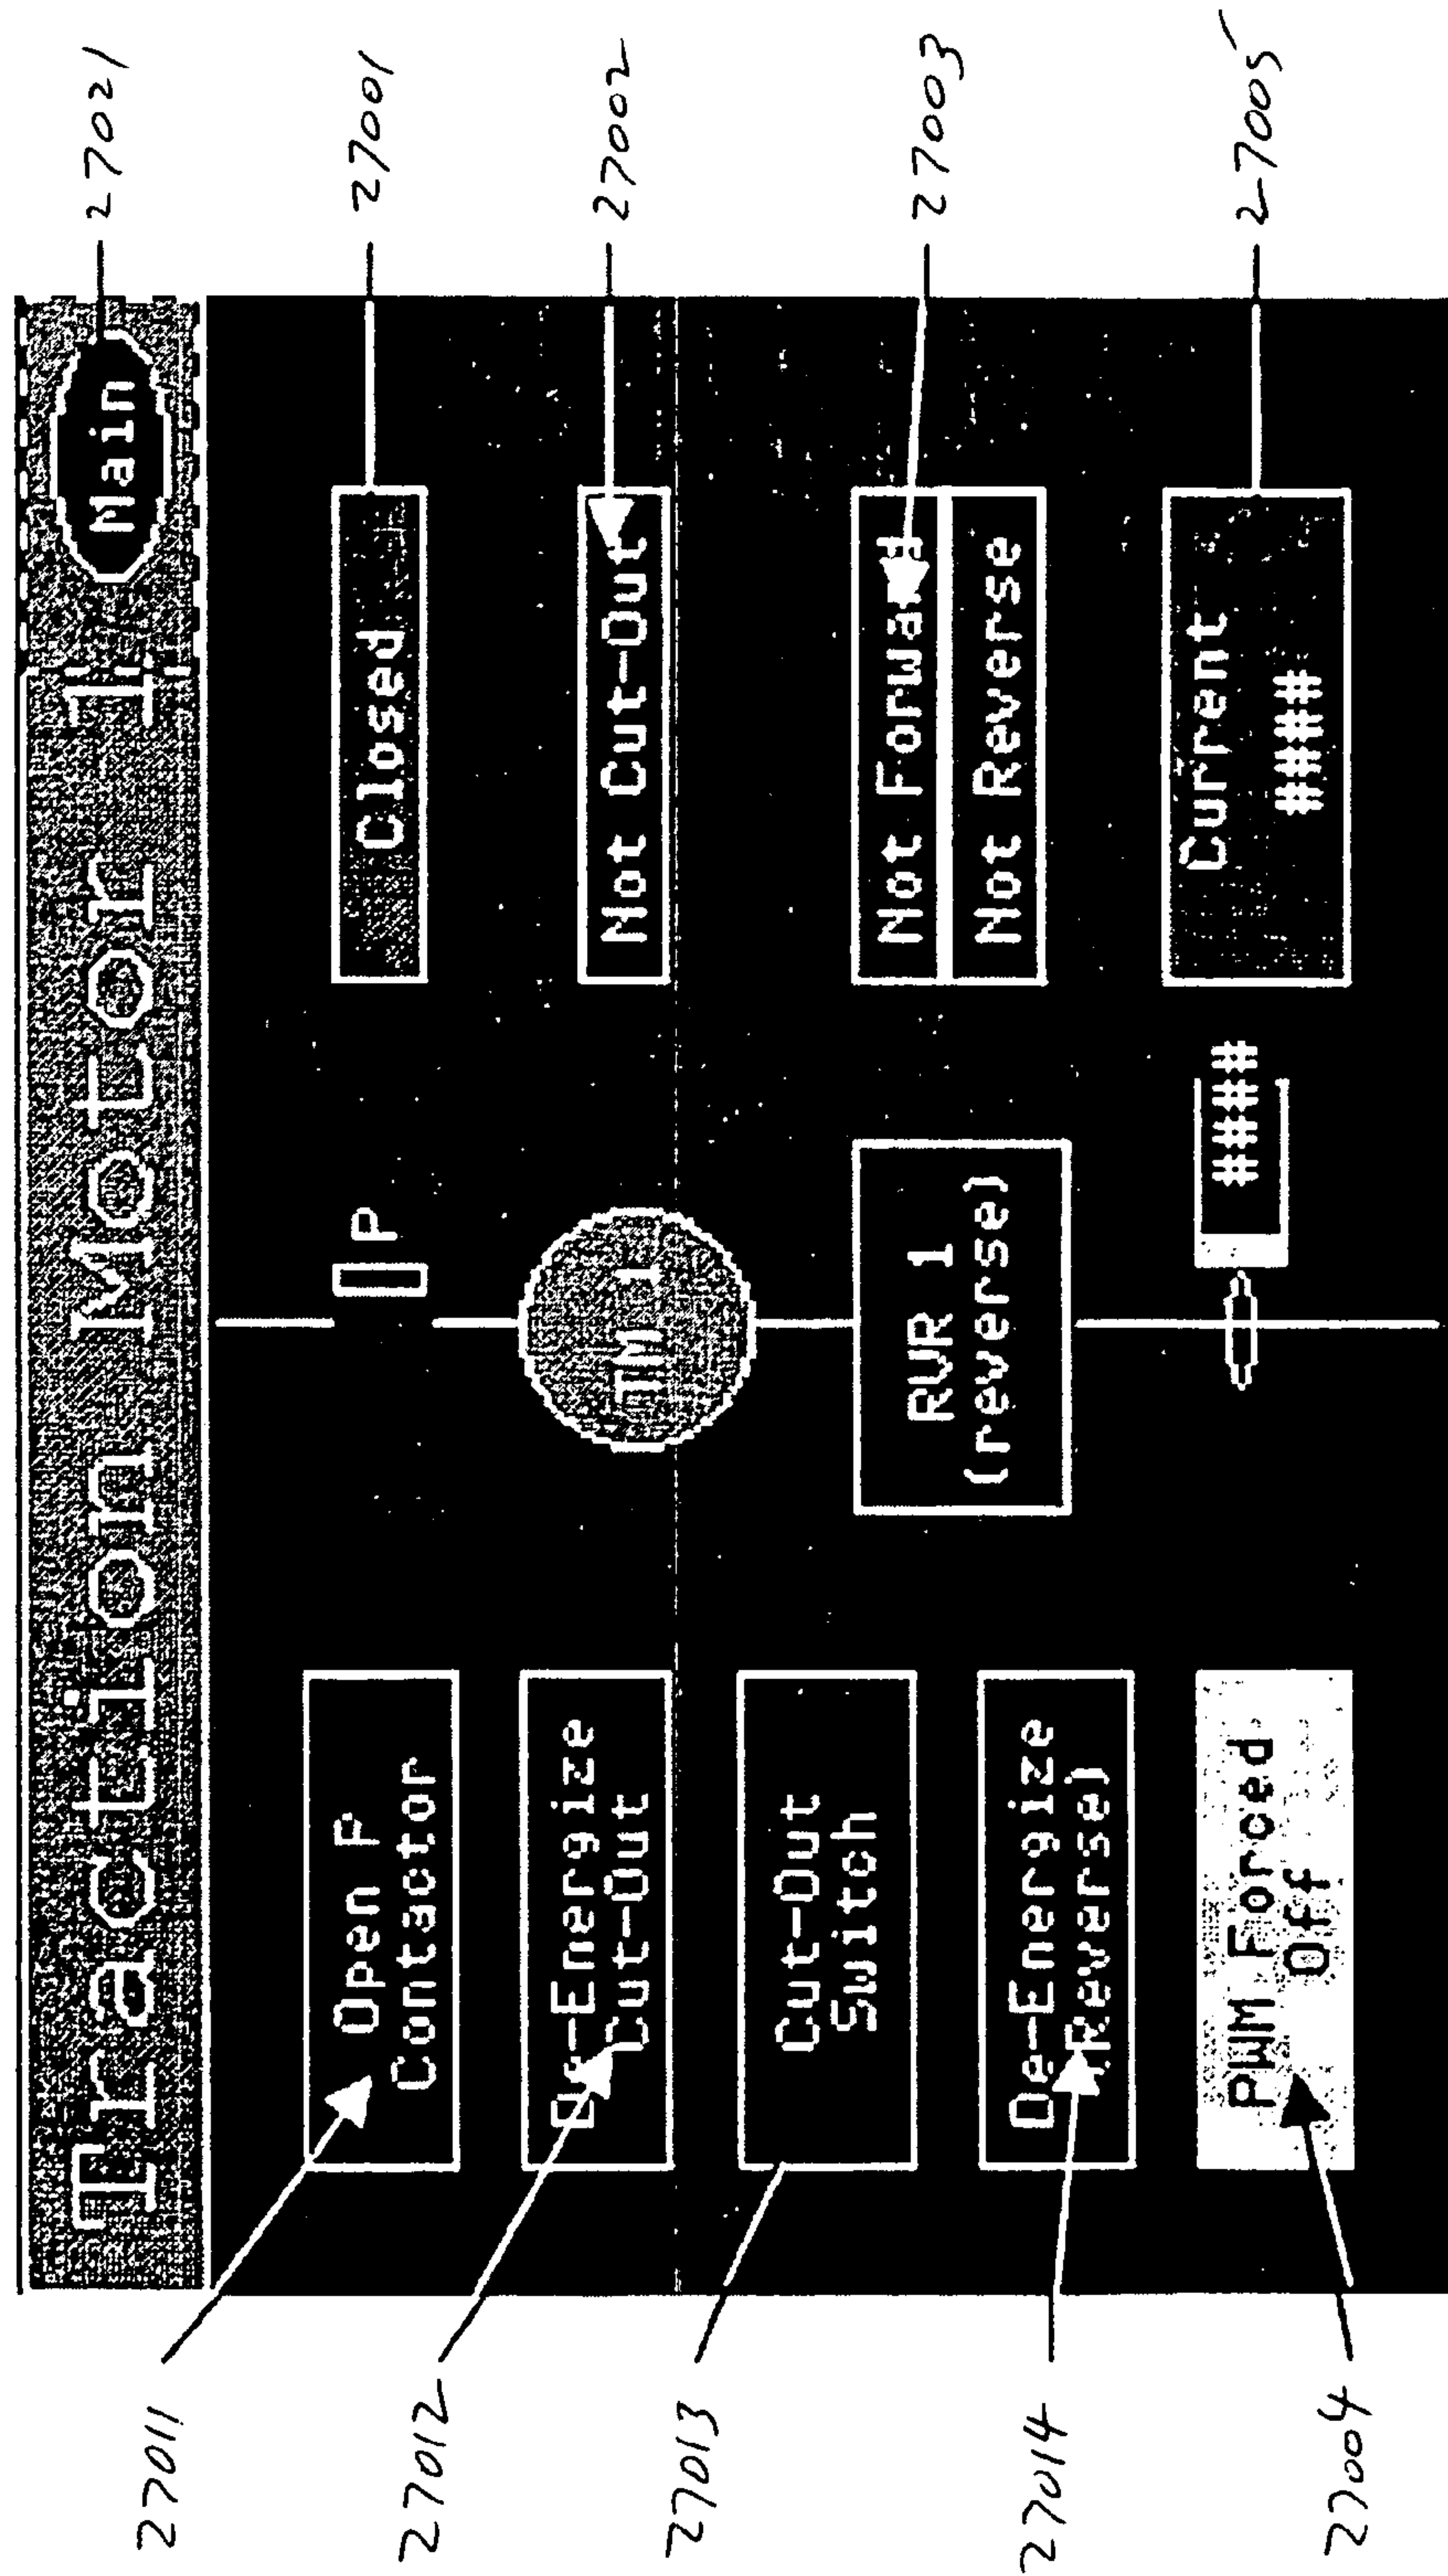 Traction Motor 1
Main
27021
27011
Open P
Contactor
P
Closed
27001
27012
De-Energize
Cut-Out
TM 1
Not Cut-Out
27002
27013
Cut-Out
Switch
27014
De-Energize
(Reverse)
RVR 1
(reverse)
Not Forward
Not Reverse
27003
27004
PWM Forced
Off
####
Current
####
27005